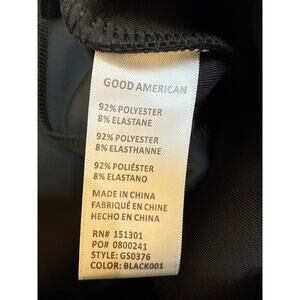 GOOD AMERICAN
92% POLYESTER
8% ELASTANE
92% POLYESTER
8% ELASTHANNE
92% POLIÉSTER
8% ELASTANO
MADE IN CHINA
FABRIQUÉ EN CHINE
HECHO EN CHINA
RN# 151301
PO# 0800241
STYLE: GS0376
COLOR: BLACK001